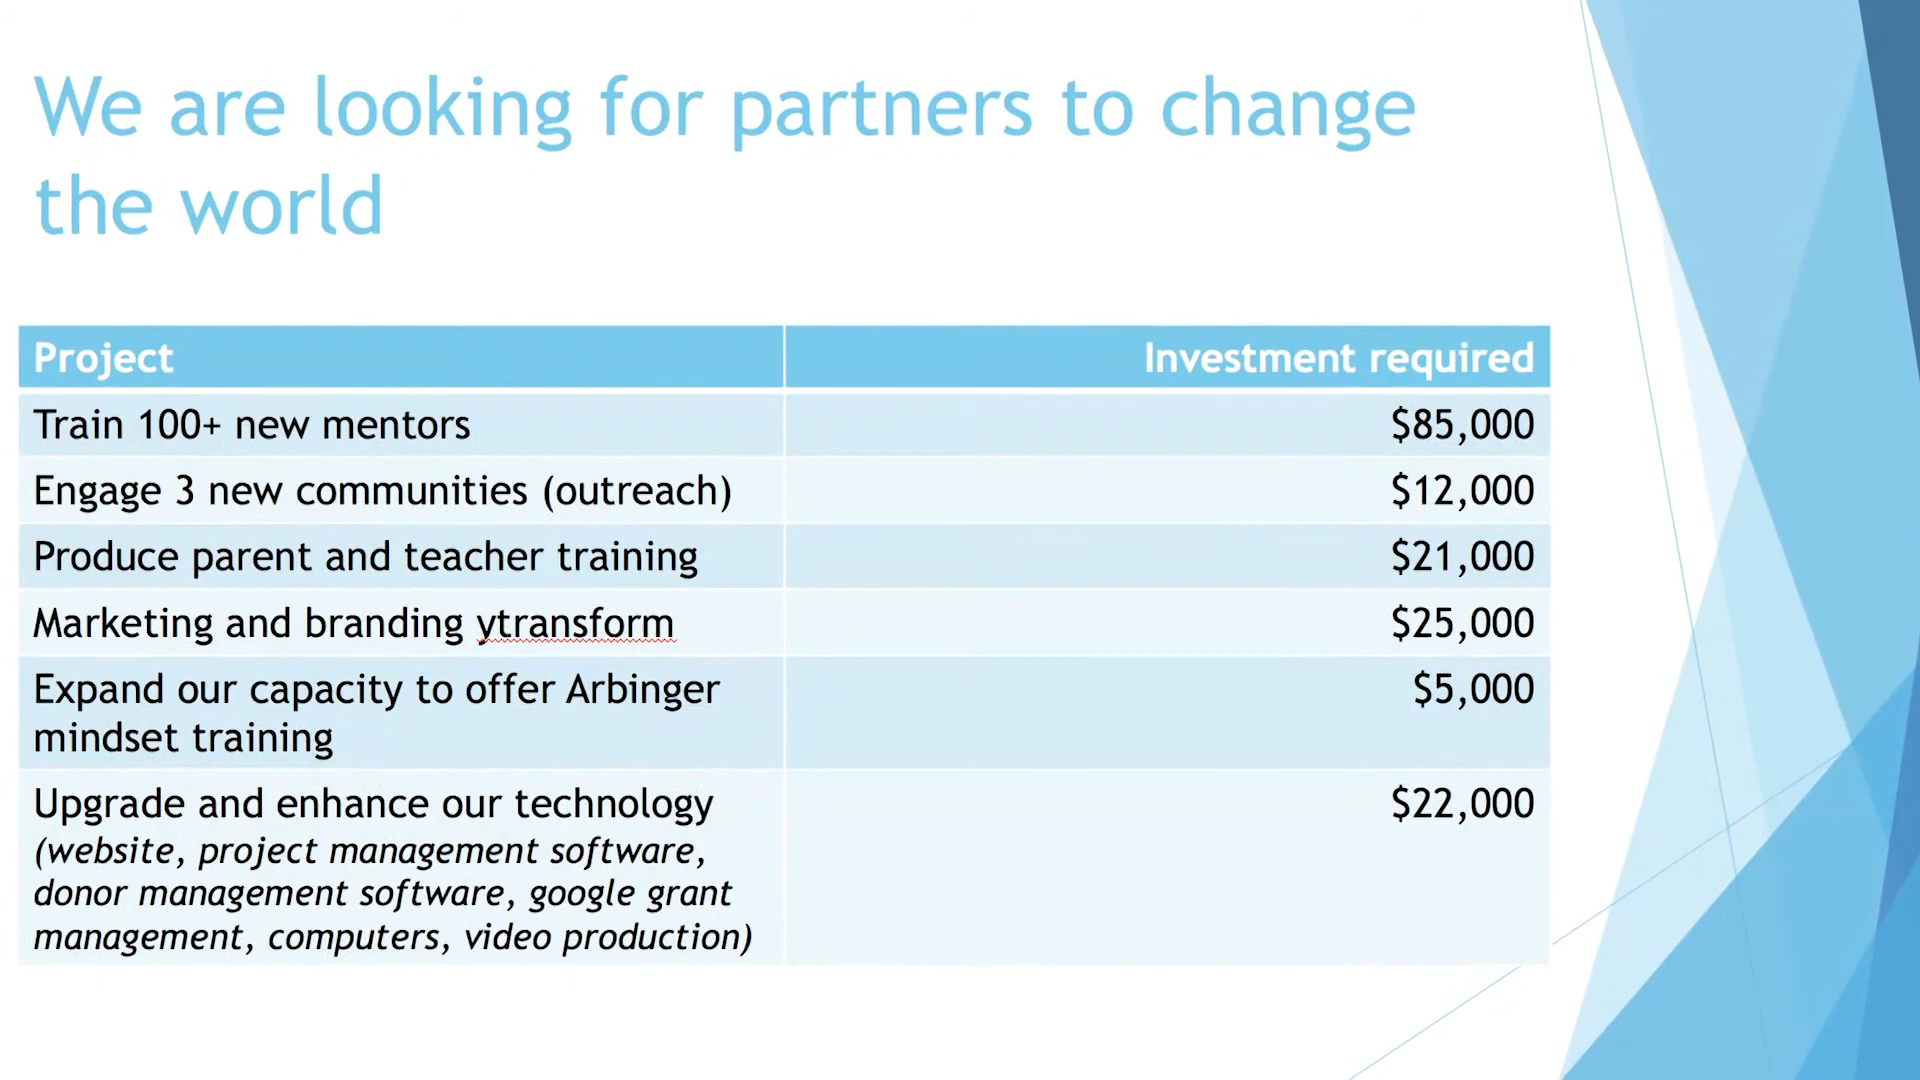 We are looking for partners to change
the world
Project Investment required
Train 100+ new mentors $85,000
Engage 3 new communities (outreach) $12,000
Produce parent and teacher training $21,000
Marketing and branding ytransform $25,000
Expand our capacity to offer Arbinger $5,000
mindset training
Upgrade and enhance our technology $22,000
(website, project management software,
donor management software, google grant
management, computers, video production)